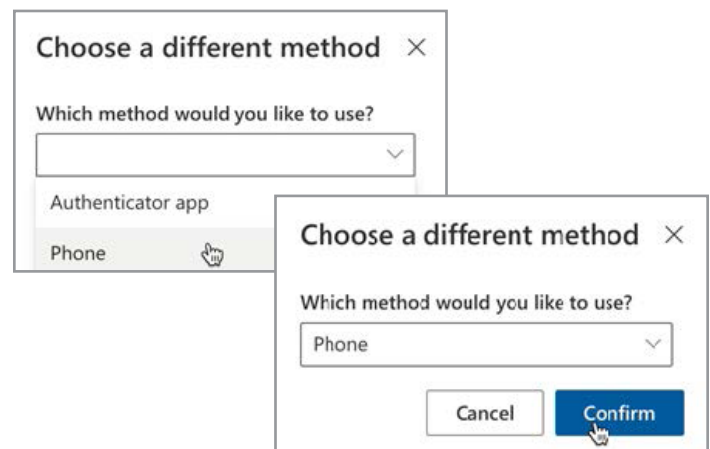 Choose a different method
Which method would you like to use?
Authenticator app
Phone
Choose a different method
Which method would you like to use?
Phone
Cancel Confirm